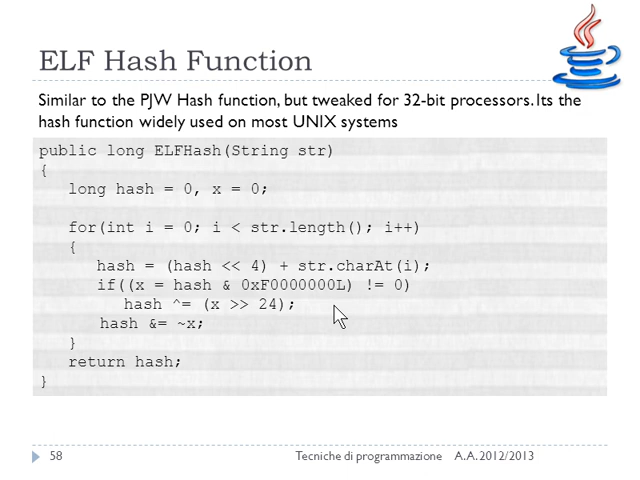 ELF Hash Function
Similar to the PJW Hash function, but tweaked for 32-bit processors. Its the
hash function widely used on most UNIX systems
public long ELFHash(String str)
{
long hash = 0, x = 0;
for(int i = 0; i < str.length(); i++)
{
hash = (hash << 4) + str.charAt(i);
if((x = hash & 0xF0000000L) != 0)
hash ^= (x >> 24);
hash &= ~x;
}
return hash;
}
58 Tecniche di programmazione A.A. 2012/2013